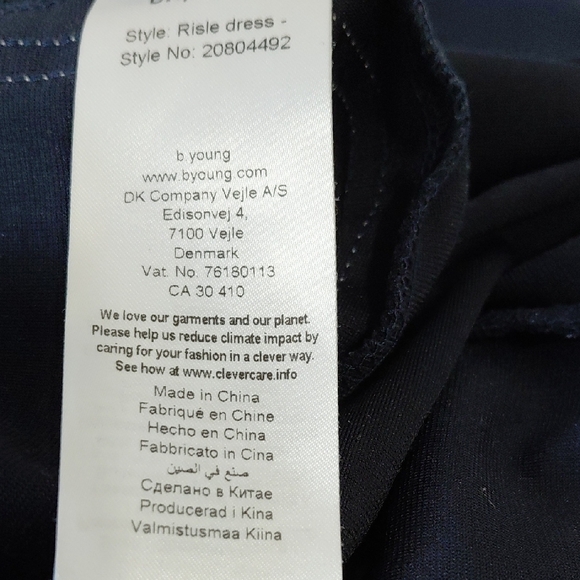 Style: Risle dress -
Style No: 20804492
b.young
www.byoung.com
DK Company Vejle A/S
Edisonvej 4,
7100 Vejle
Denmark
Vat. No. 76180113
CA 30 410
We love our garments and our planet.
Please help us reduce climate impact by
caring for your fashion in a clever way.
See how at www.clevercare.info
Made in China
Fabriqué en Chine
Hecho en China
Fabbricato in Cina
صنع في الصين
Сделано в Китае
Producerad i Kina
Valmistusmaa Kiina